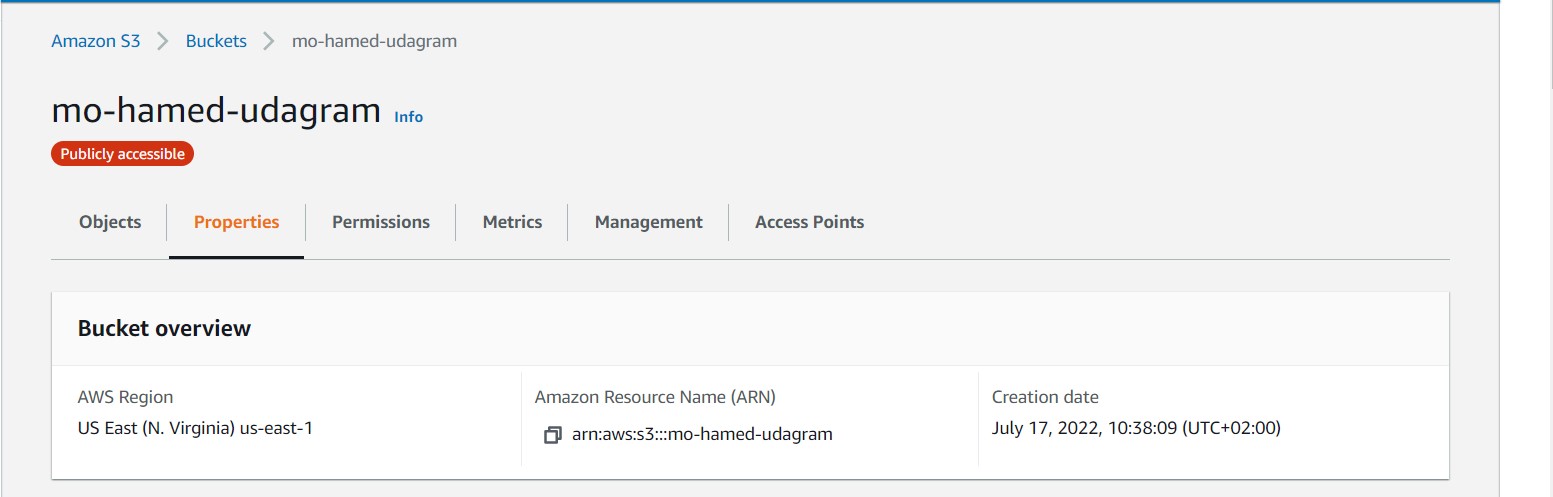 Amazon S3 > Buckets > mo-hamed-udagram
mo-hamed-udagram Info
Publicly accessible
Objects Properties Permissions Metrics Management Access Points
Bucket overview
AWS Region
US East (N. Virginia) us-east-1
Amazon Resource Name (ARN)
arn:aws:s3:::mo-hamed-udagram
Creation date
July 17, 2022, 10:38:09 (UTC+02:00)